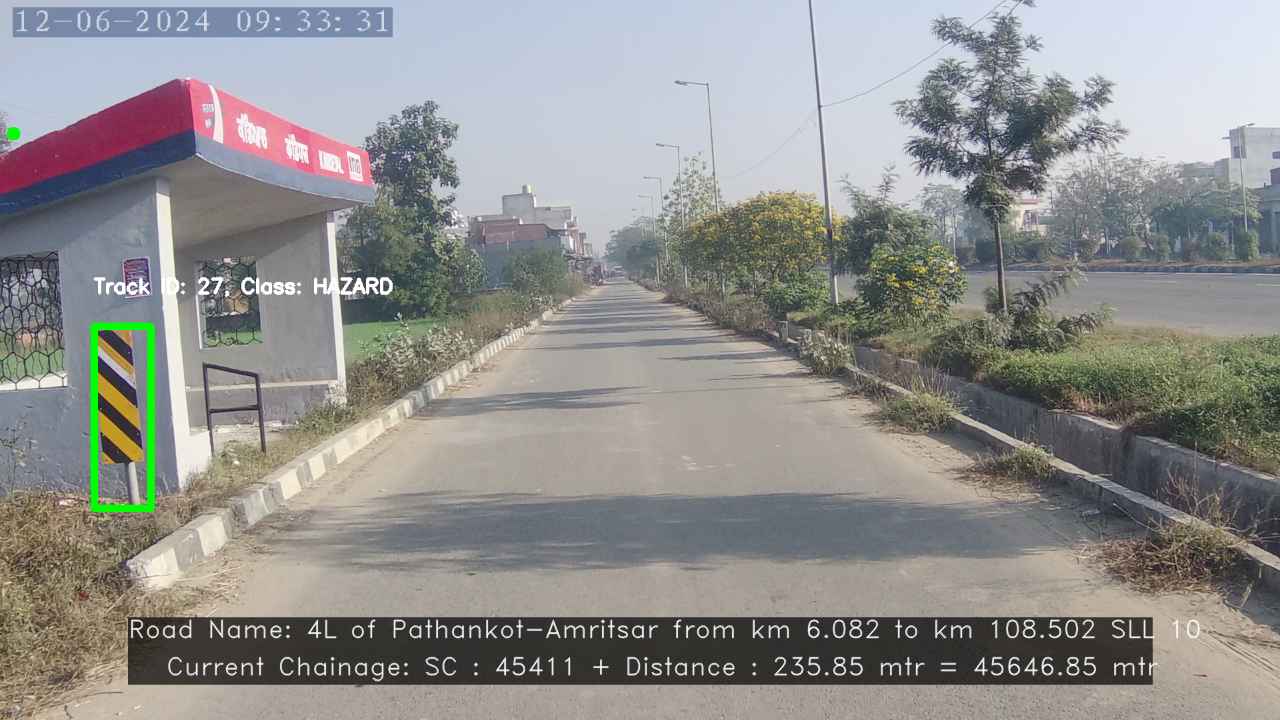 12-06-2024 09:33:31
KANDIAL
Track ID: 27, Class: HAZARD
Road Name: 4L of Pathankot-Amritsar from km 6.082 to km 108.502 SLL 10
Current Chainage: SC : 45411 + Distance : 235.85 mtr = 45646.85 mtr